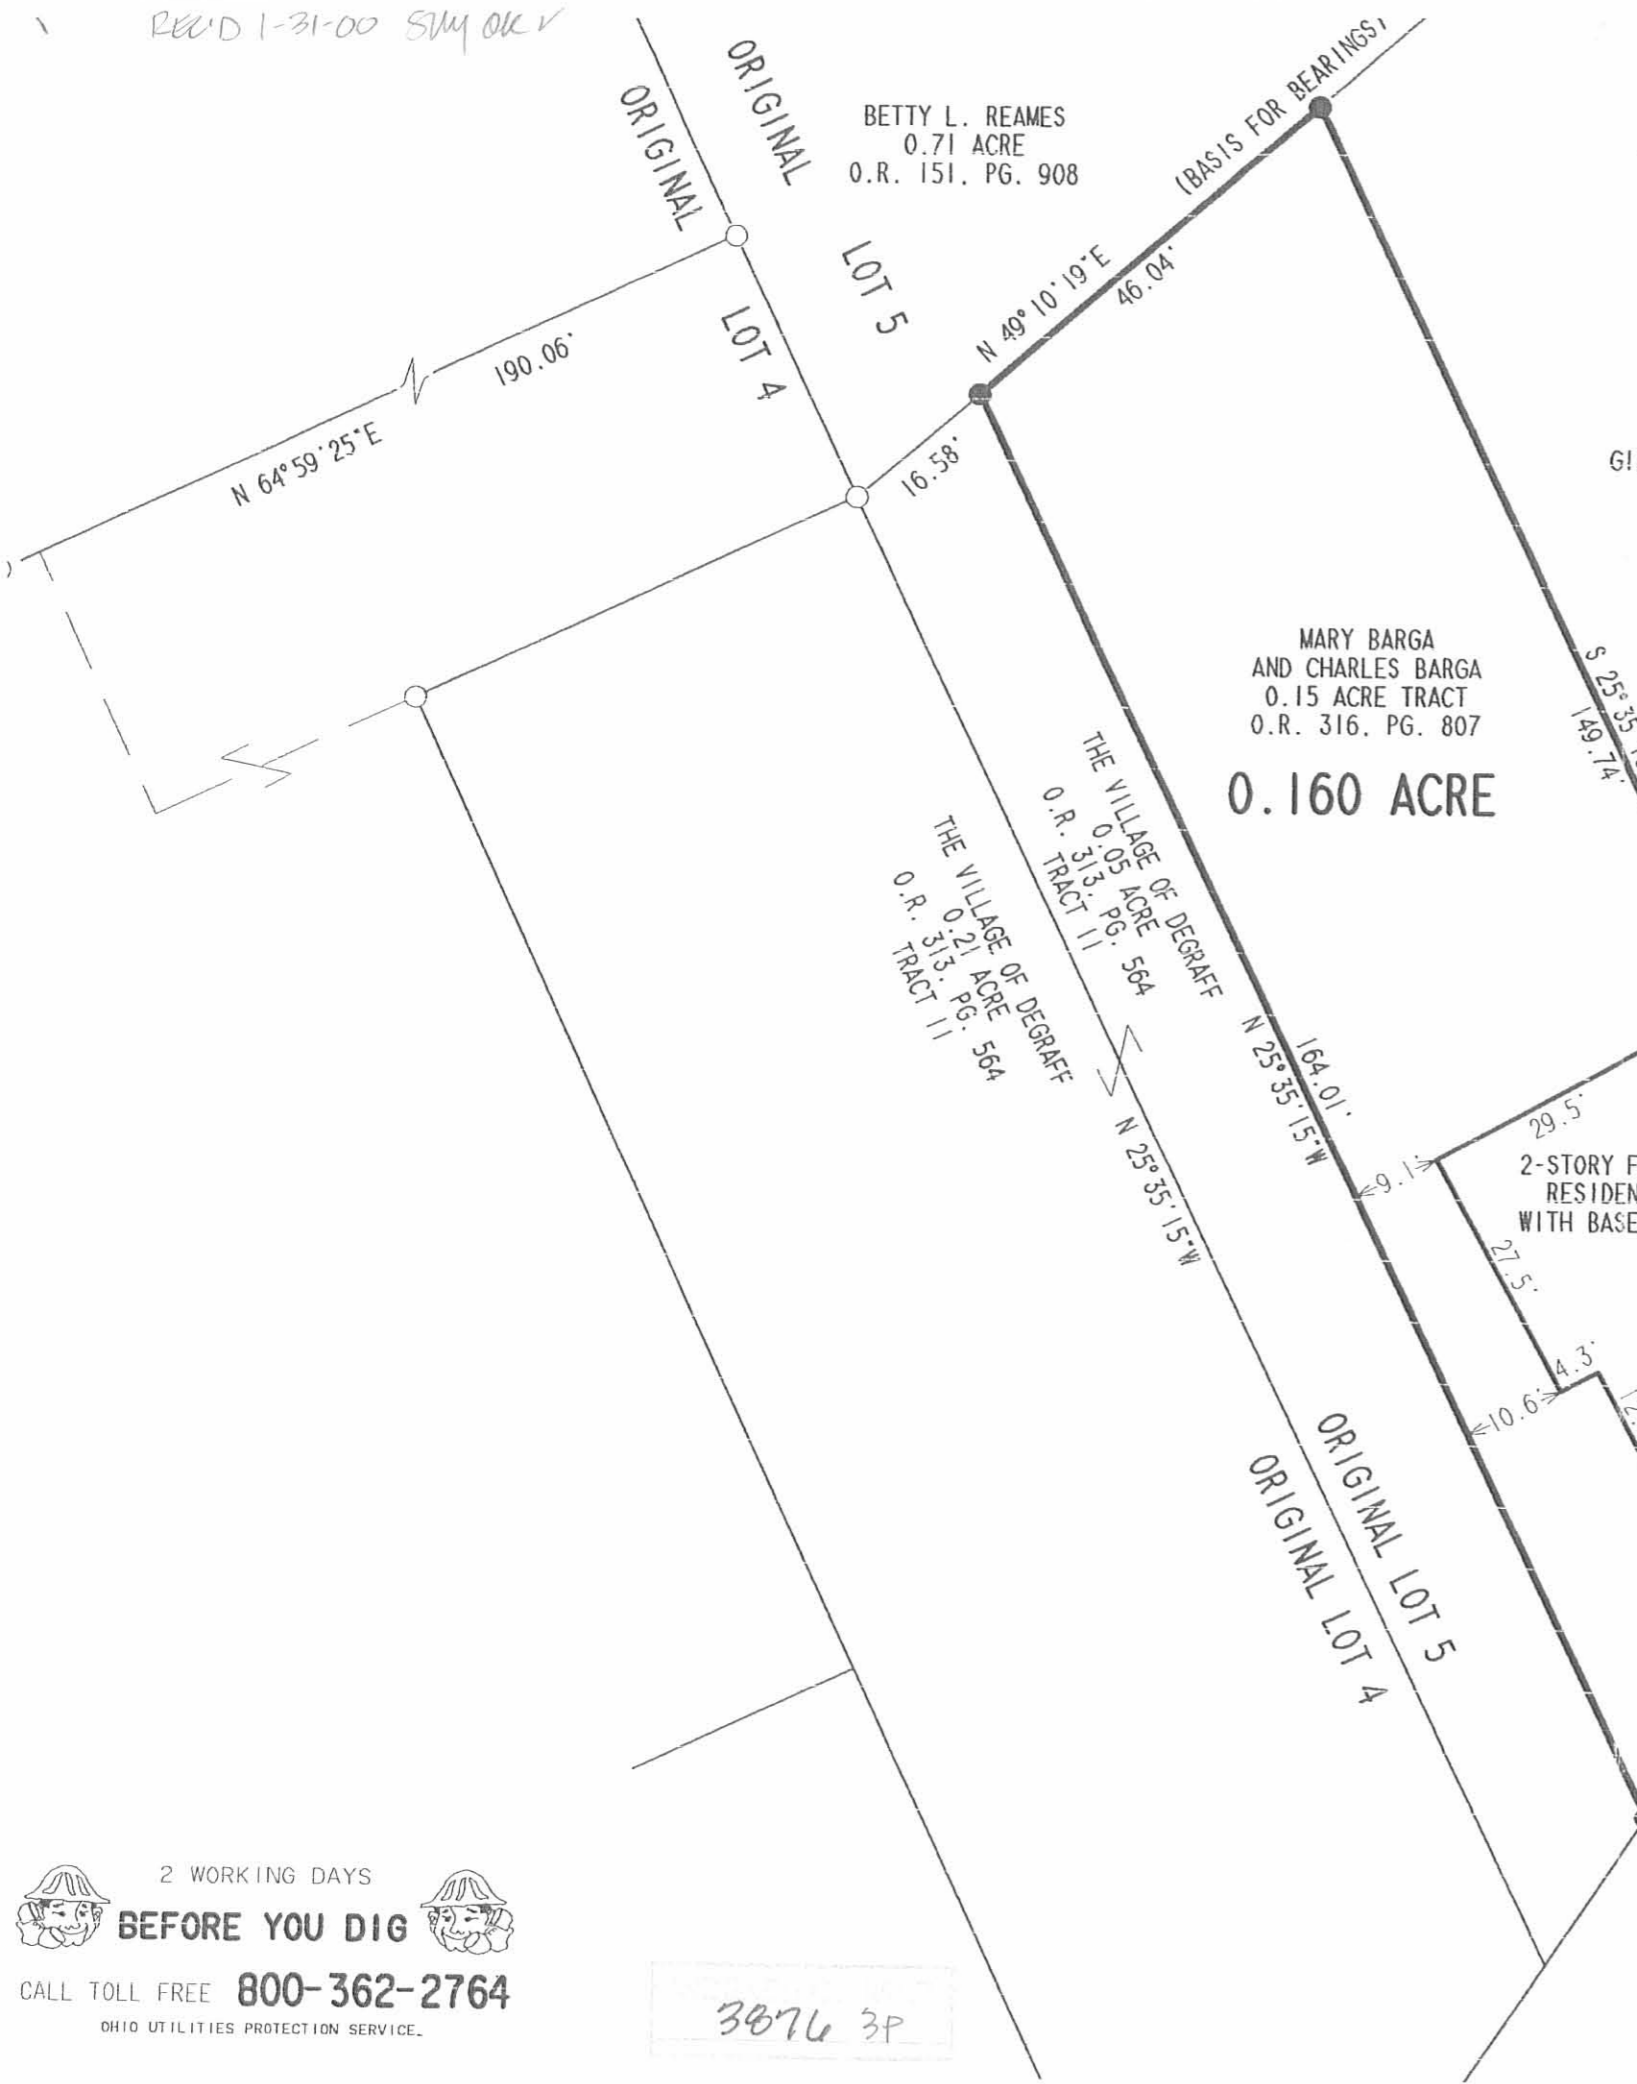 REC'D 1-31-00
ORIGINAL
LOT 4
ORIGINAL
LOT 5
BETTY L. REAMES
0.71 ACRE
O.R. 151, PG. 908
(BASIS FOR BEARINGS)
N 49°10'19"E
46.04'
190.06'
N 64°59'25"E
16.58'
MARY BARGA
AND CHARLES BARGA
0.15 ACRE TRACT
O.R. 316, PG. 807
0.160 ACRE
S 25°35'
149.74'
THE VILLAGE OF DEGRAFF
0.05 ACRE
O.R. 313, PG. 564
TRACT II
THE VILLAGE OF DEGRAFF
0.21 ACRE
O.R. 313, PG. 564
TRACT II
164.01'
N 25°35'15"W
N 25°35'15"W
29.5'
9.1'
2-STORY F
RESIDEN
WITH BASE
27.5'
4.3'
10.6'
ORIGINAL LOT 5
ORIGINAL LOT 4
2 WORKING DAYS
BEFORE YOU DIG
CALL TOLL FREE 800-362-2764
OHIO UTILITIES PROTECTION SERVICE.
3876 3P